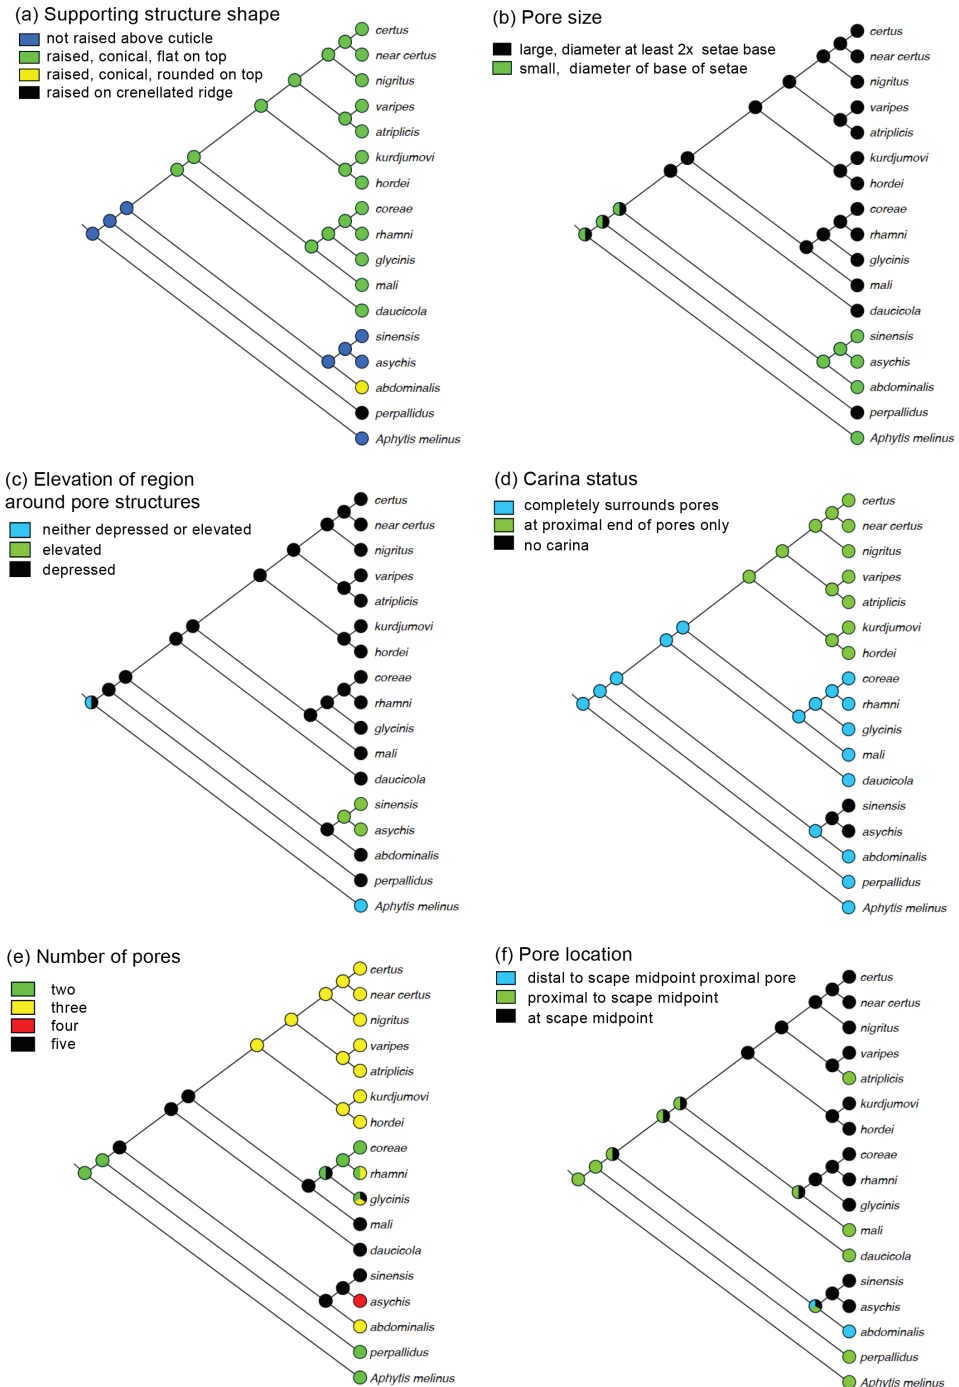 (a) Supporting structure shape
not raised above cuticle
raised, conical, flat on top
raised, conical, rounded on top
raised on crenellated ridge
certus
near certus
nigritus
varipes
atriplicis
kurdjumovi
hordei
coreae
rhamni
glycinis
mali
daucicola
sinensis
asychis
abdominalis
perpallidus
Aphytis melinus
(b) Pore size
large, diameter at least 2x setae base
small, diameter of base of setae
certus
near certus
nigritus
varipes
atriplicis
kurdjumovi
hordei
coreae
rhamni
glycinis
mali
daucicola
sinensis
asychis
abdominalis
perpallidus
Aphytis melinus
(c) Elevation of region
around pore structures
neither depressed or elevated
elevated
depressed
certus
near certus
nigritus
varipes
atriplicis
kurdjumovi
hordei
coreae
rhamni
glycinis
mali
daucicola
sinensis
asychis
abdominalis
perpallidus
Aphytis melinus
(d) Carina status
completely surrounds pores
at proximal end of pores only
no carina
certus
near certus
nigritus
varipes
atriplicis
kurdjumovi
hordei
coreae
rhamni
glycinis
mali
daucicola
sinensis
asychis
abdominalis
perpallidus
Aphytis melinus
(e) Number of pores
two
three
four
five
certus
near certus
nigritus
varipes
atriplicis
kurdjumovi
hordei
coreae
rhamni
glycinis
mali
daucicola
sinensis
asychis
abdominalis
perpallidus
Aphytis melinus
(f) Pore location
distal to scape midpoint proximal pore
proximal to scape midpoint
at scape midpoint
certus
near certus
nigritus
varipes
atriplicis
kurdjumovi
hordei
coreae
rhamni
glycinis
mali
daucicola
sinensis
asychis
abdominalis
perpallidus
Aphytis melinus